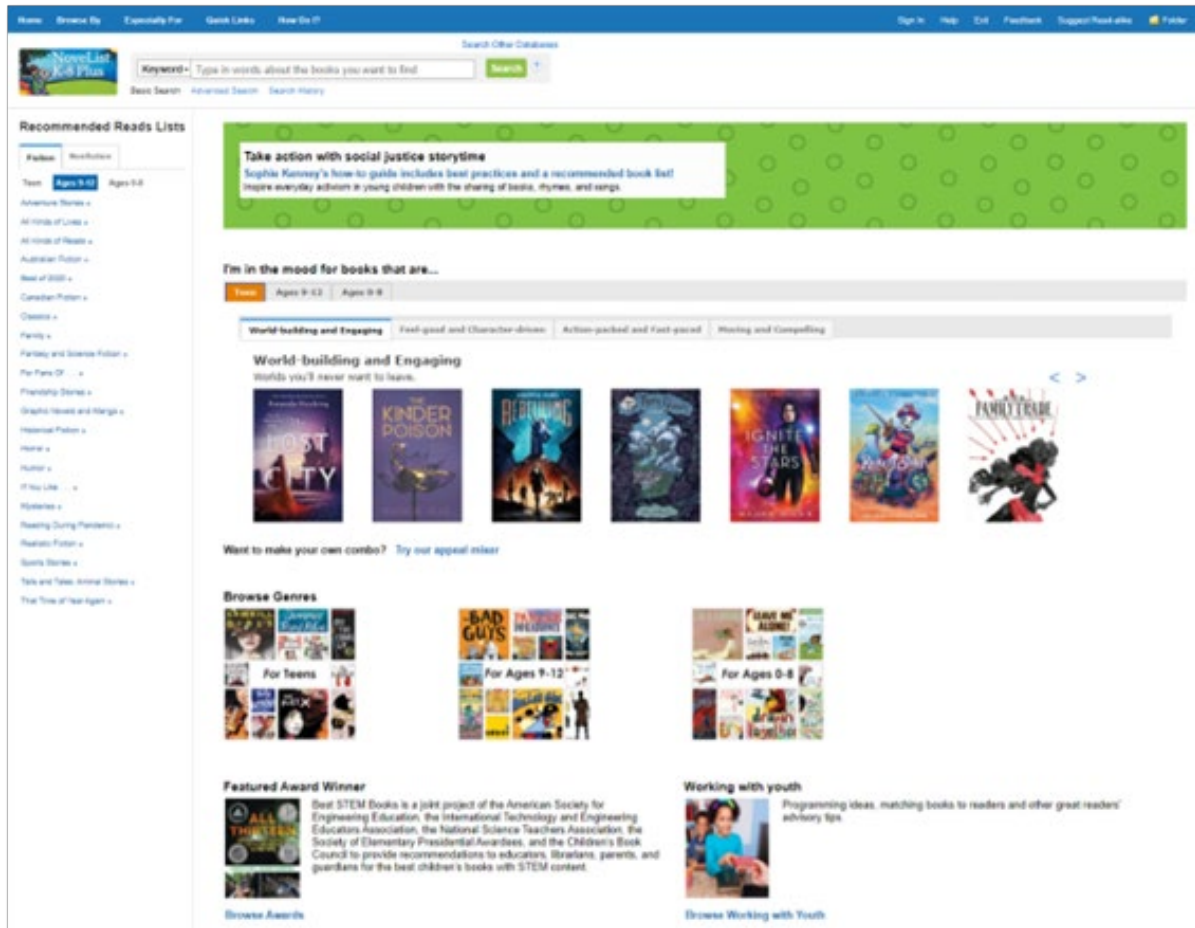 Home Browse By Especially For Quick Links How Do I?
Sign In Help Exit Feedback Suggest Read-alike Folder
Search Other Databases
NoveList
K-8 Plus
Keyword Type in words about the books you want to find Search
Basic Search Advanced Search Search History
Recommended Reads Lists
Fiction Nonfiction
Teen Ages 9-12 Ages 0-8
Adventure Stories
All Kinds of Lives
All Kinds of Reads
Australian Fiction
Best of 2020
Canadian Fiction
Classics
Family
Fantasy and Science Fiction
For Fans Of . . .
Friendship Stories
Graphic Novels and Manga
Historical Fiction
Horror
Humor
If You Like . . .
Mysteries
Reading During Pandemic
Realistic Fiction
Sports Stories
Tails and Tales: Animal Stories
That Time of Year Again
Take action with social justice storytime
Sophie Kenney's how-to guide includes best practices and a recommended book list!
Inspire everyday activism in young children with the sharing of books, rhymes, and songs.
I'm in the mood for books that are...
Teen Ages 9-12 Ages 0-8
World-building and Engaging Feel-good and Character-driven Action-packed and Fast-paced Moving and Compelling
World-building and Engaging
Worlds you'll never want to leave.
< >
LOST
CITY
THE
KINDER
POISON
IGNITE
THE
STARS
FAMILY TRADE
Want to make your own combo? Try our appeal mixer
Browse Genres
For Teens
BAD
GUYS
For Ages 9-12
LEAVE ME
ALONE!
For Ages 0-8
drawn
together
Featured Award Winner
ALL
THIRTEEN
Best STEM Books is a joint project of the American Society for
Engineering Education, the International Technology and Engineering
Educators Association, the National Science Teachers Association, the
Society of Elementary Presidential Awardees, and the Children's Book
Council to provide recommendations to educators, librarians, parents, and
guardians for the best children's books with STEM content.
Browse Awards
Working with youth
Programming ideas, matching books to readers and other great readers'
advisory tips.
Browse Working with Youth